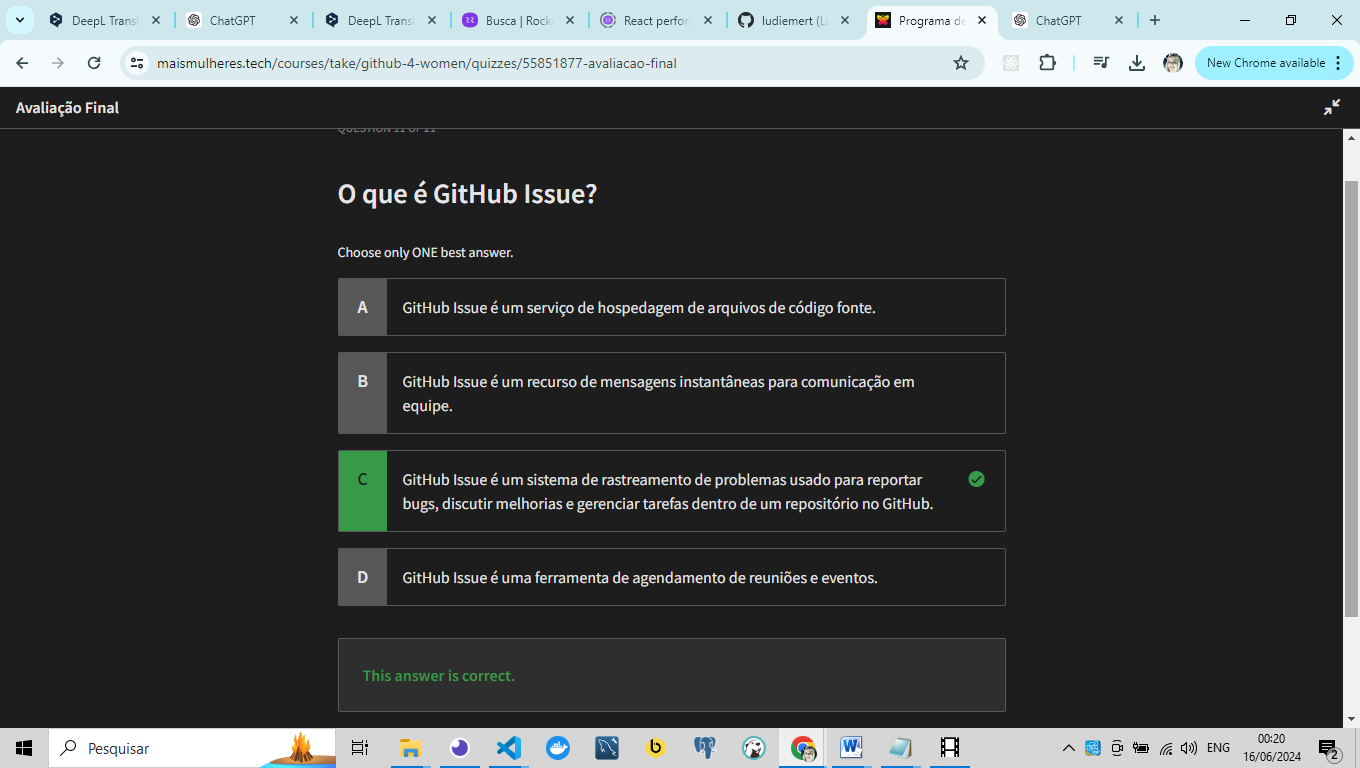 DeepL Transl
ChatGPT
DeepL Transl
Busca | Rock
React perfor
ludiemert (L
Programa de
ChatGPT
maismulheres.tech/courses/take/github-4-women/quizzes/55851877-avaliacao-final
New Chrome available
Avaliação Final
QUESTION 11 OF 21
O que é GitHub Issue?
Choose only ONE best answer.
A
GitHub Issue é um serviço de hospedagem de arquivos de código fonte.
B
GitHub Issue é um recurso de mensagens instantâneas para comunicação em
equipe.
C
GitHub Issue é um sistema de rastreamento de problemas usado para reportar
bugs, discutir melhorias e gerenciar tarefas dentro de um repositório no GitHub.
D
GitHub Issue é uma ferramenta de agendamento de reuniões e eventos.
This answer is correct.
Pesquisar
ENG
00:20
16/06/2024
2